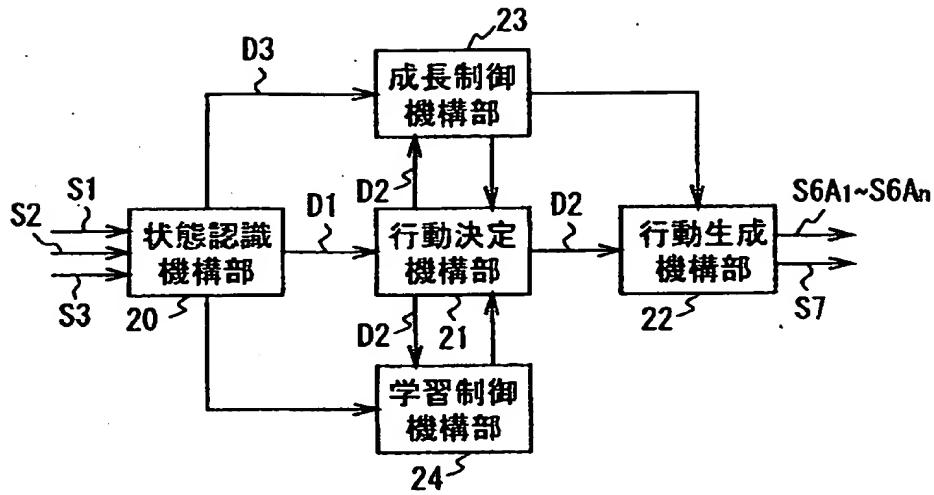 23
D3
成長制御
機構部
S1
S2
S3
D2
D1
D2
S6A1~S6An
状態認識
機構部
行動決定
機構部
行動生成
機構部
S7
20
D2
21
22
学習制御
機構部
24